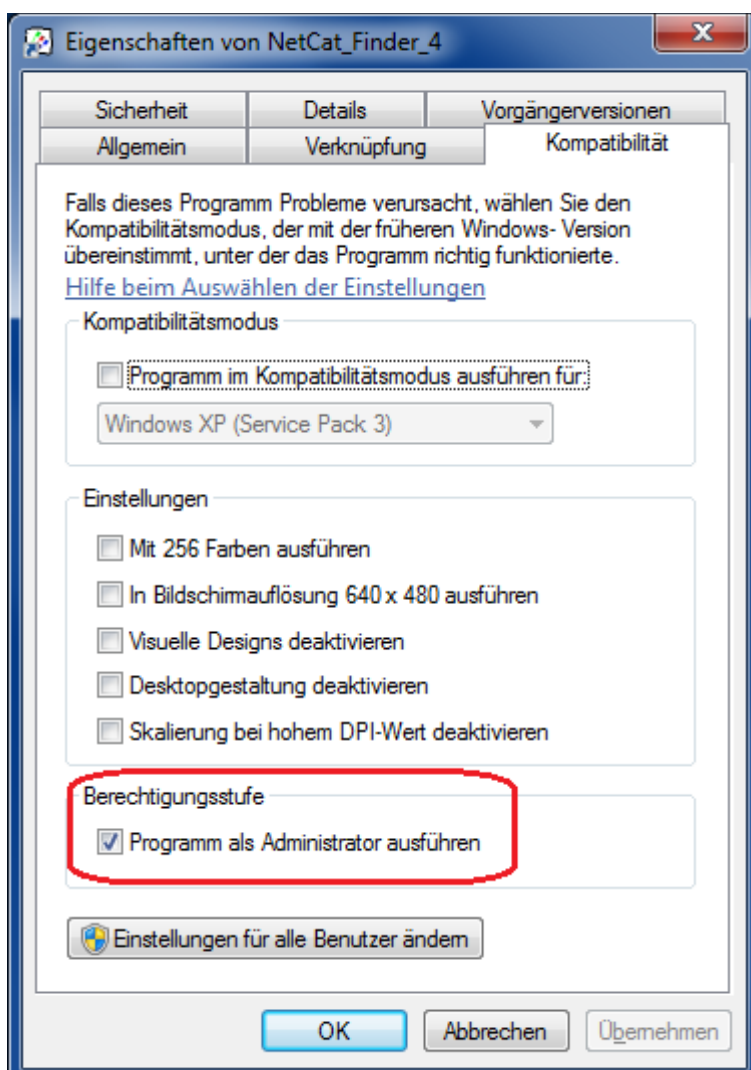 Eigenschaften von NetCat_Finder_4
Sicherheit Details Vorgängerversionen
Allgemein Verknüpfung Kompatibilität
Falls dieses Programm Probleme verursacht, wählen Sie den
Kompatibilitätsmodus, der mit der früheren Windows- Version
übereinstimmt, unter der das Programm richtig funktionierte.
Hilfe beim Auswählen der Einstellungen
Kompatibilitätsmodus
Programm im Kompatibilitätsmodus ausführen für:
Windows XP (Service Pack 3)
Einstellungen
Mit 256 Farben ausführen
In Bildschirmauflösung 640 x 480 ausführen
Visuelle Designs deaktivieren
Desktopgestaltung deaktivieren
Skalierung bei hohem DPI-Wert deaktivieren
Berechtigungsstufe
Programm als Administrator ausführen
Einstellungen für alle Benutzer ändern
OK Abbrechen Übernehmen